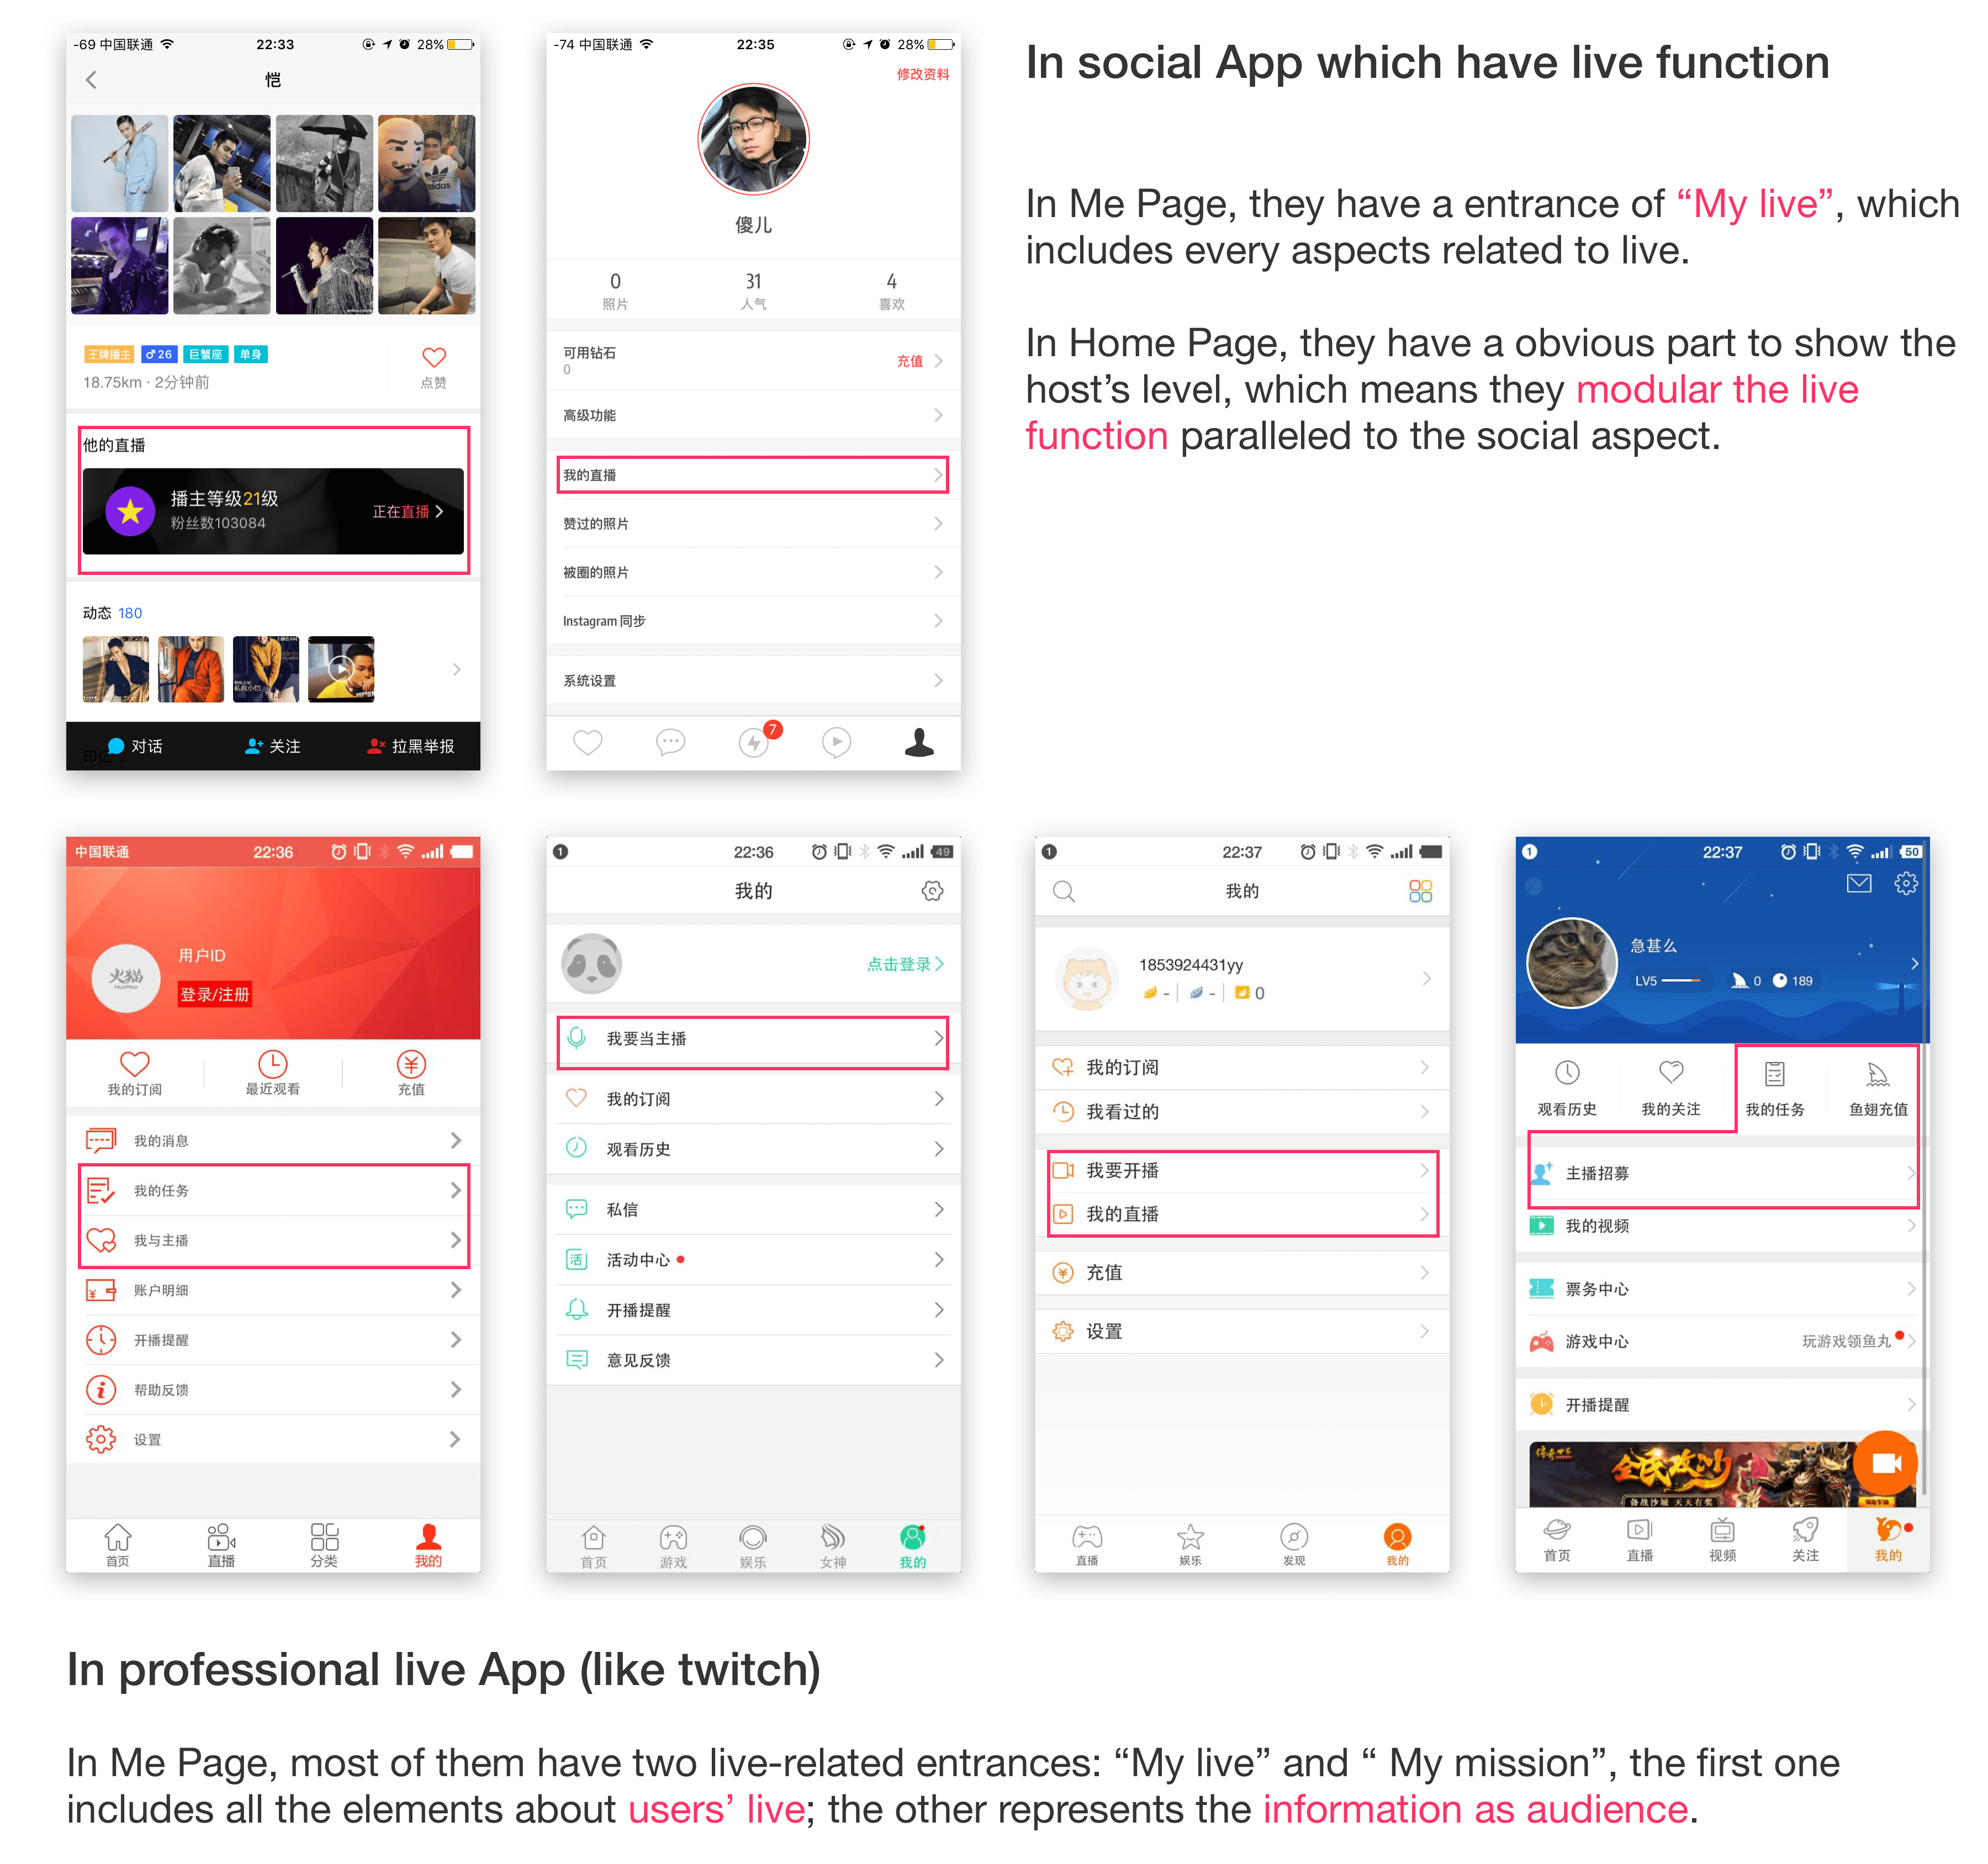 -69 中国联通 22:33 28%
恺
王牌播主 ♂26 巨蟹座 单身
18.75km · 2分钟前
点赞
他的直播
播主等级21级
粉丝数103084
正在直播
动态 180
对话 关注 拉黑举报
-74 中国联通 22:35 28%
修改资料
傻儿
0 31 4
照片 人气 喜欢
可用钻石
0
充值
高级功能
我的直播
赞过的照片
被圈的照片
Instagram 同步
系统设置
7
In social App which have live function
In Me Page, they have a entrance of “My live”, which
includes every aspects related to live.
In Home Page, they have a obvious part to show the
host’s level, which means they modular the live
function paralleled to the social aspect.
中国联通 22:36
火猫
用户ID
登录/注册
我的订阅 最近观看 充值
我的消息
我的任务
我与主播
账户明细
开播提醒
帮助反馈
设置
首页 直播 分类 我的
1 22:36 49
我的
点击登录
我要当主播
我的订阅
观看历史
私信
活动中心
开播提醒
意见反馈
首页 游戏 娱乐 女神 我的
1 22:37
我的
1853924431yy
- | - | 0
我的订阅
我看过的
我要开播
我的直播
充值
设置
直播 娱乐 发现 我的
1 22:37 50
急甚么
LV5 0 189
观看历史 我的关注 我的任务 鱼翅充值
主播招募
我的视频
票务中心
游戏中心 玩游戏领鱼丸
开播提醒
全民攻沙
备战沙城 天天有奖
首页 直播 视频 关注 我的
In professional live App (like twitch)
In Me Page, most of them have two live-related entrances: “My live” and “ My mission”, the first one
includes all the elements about users’ live; the other represents the information as audience.